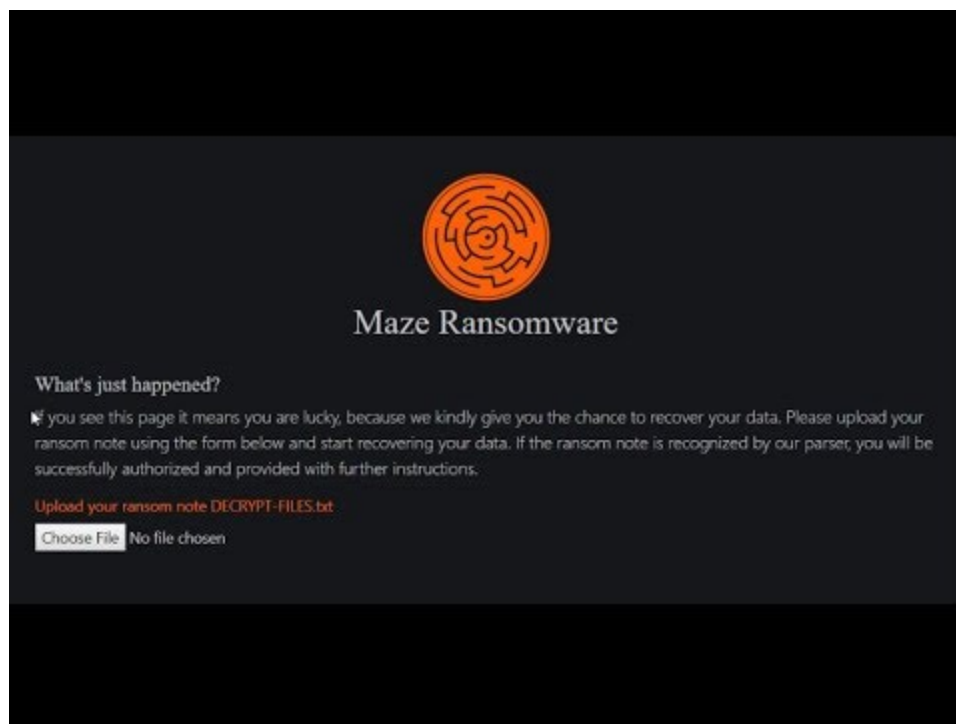 Maze Ransomware
What's just happened?
If you see this page it means you are lucky, because we kindly give you the chance to recover your data. Please upload your
ransom note using the form below and start recovering your data. If the ransom note is recognized by our parser, you will be
successfully authorized and provided with further instructions.
Upload your ransom note DECRYPT-FILES.txt
Choose File No file chosen